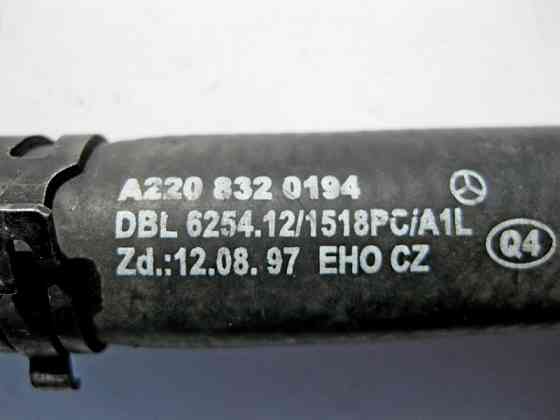 A220 832 0194
DBL 6254.12/1518PC/A1L
Q4
Zd.:12.08.97 EHO CZ